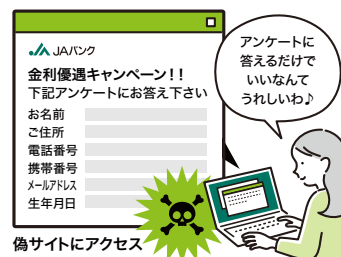 JAバンク
金利優遇キャンペーン!!
下記アンケートにお答え下さい
お名前
ご住所
電話番号
携帯番号
メールアドレス
生年月日
偽サイトにアクセス
アンケートに
答えるだけで
いいなんて
うれしいわ♪